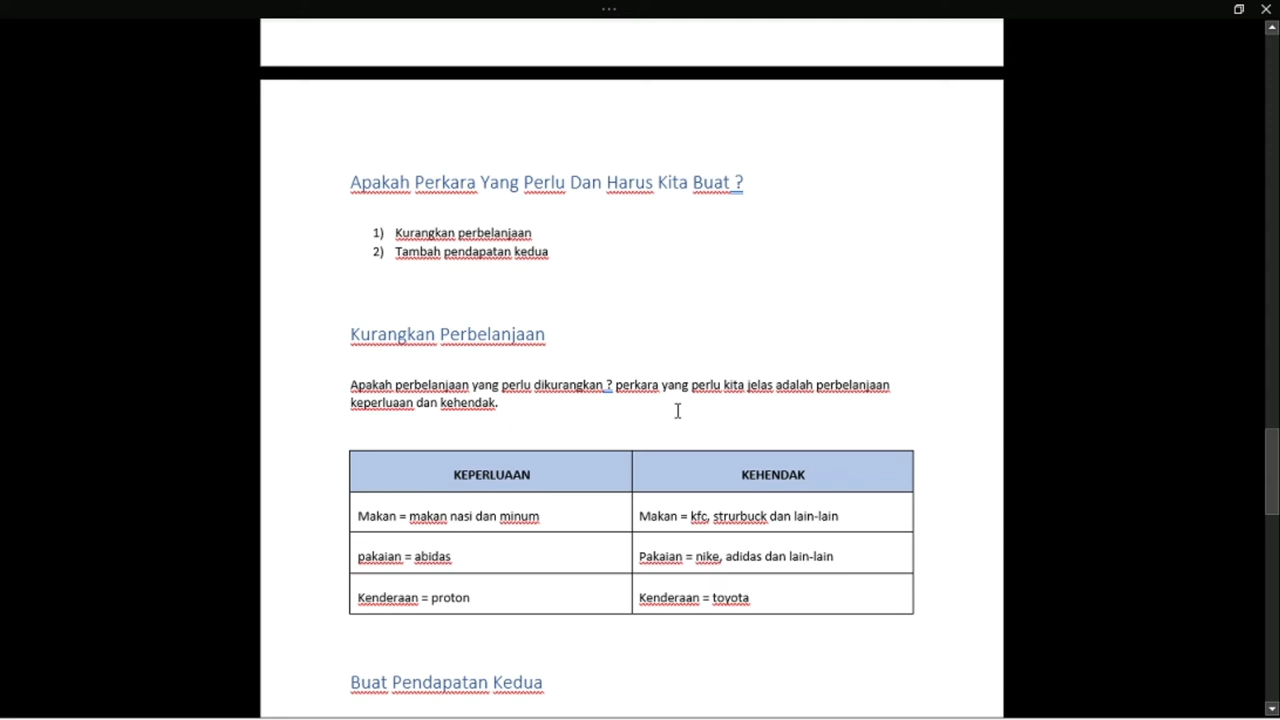 Apakah Perkara Yang Perlu Dan Harus Kita Buat ?
1) Kurangkan perbelanjaan
2) Tambah pendapatan kedua
Kurangkan Perbelanjaan
Apakah perbelanjaan yang perlu dikurangkan ? perkara yang perlu kita jelas adalah perbelanjaan
keperluaan dan kehendak.
KEPERLUAAN KEHENDAK
Makan = makan nasi dan minum Makan = kfc, strurbuck dan lain-lain
pakaian = abidas Pakaian = nike, adidas dan lain-lain
Kenderaan = proton Kenderaan = toyota
Buat Pendapatan Kedua